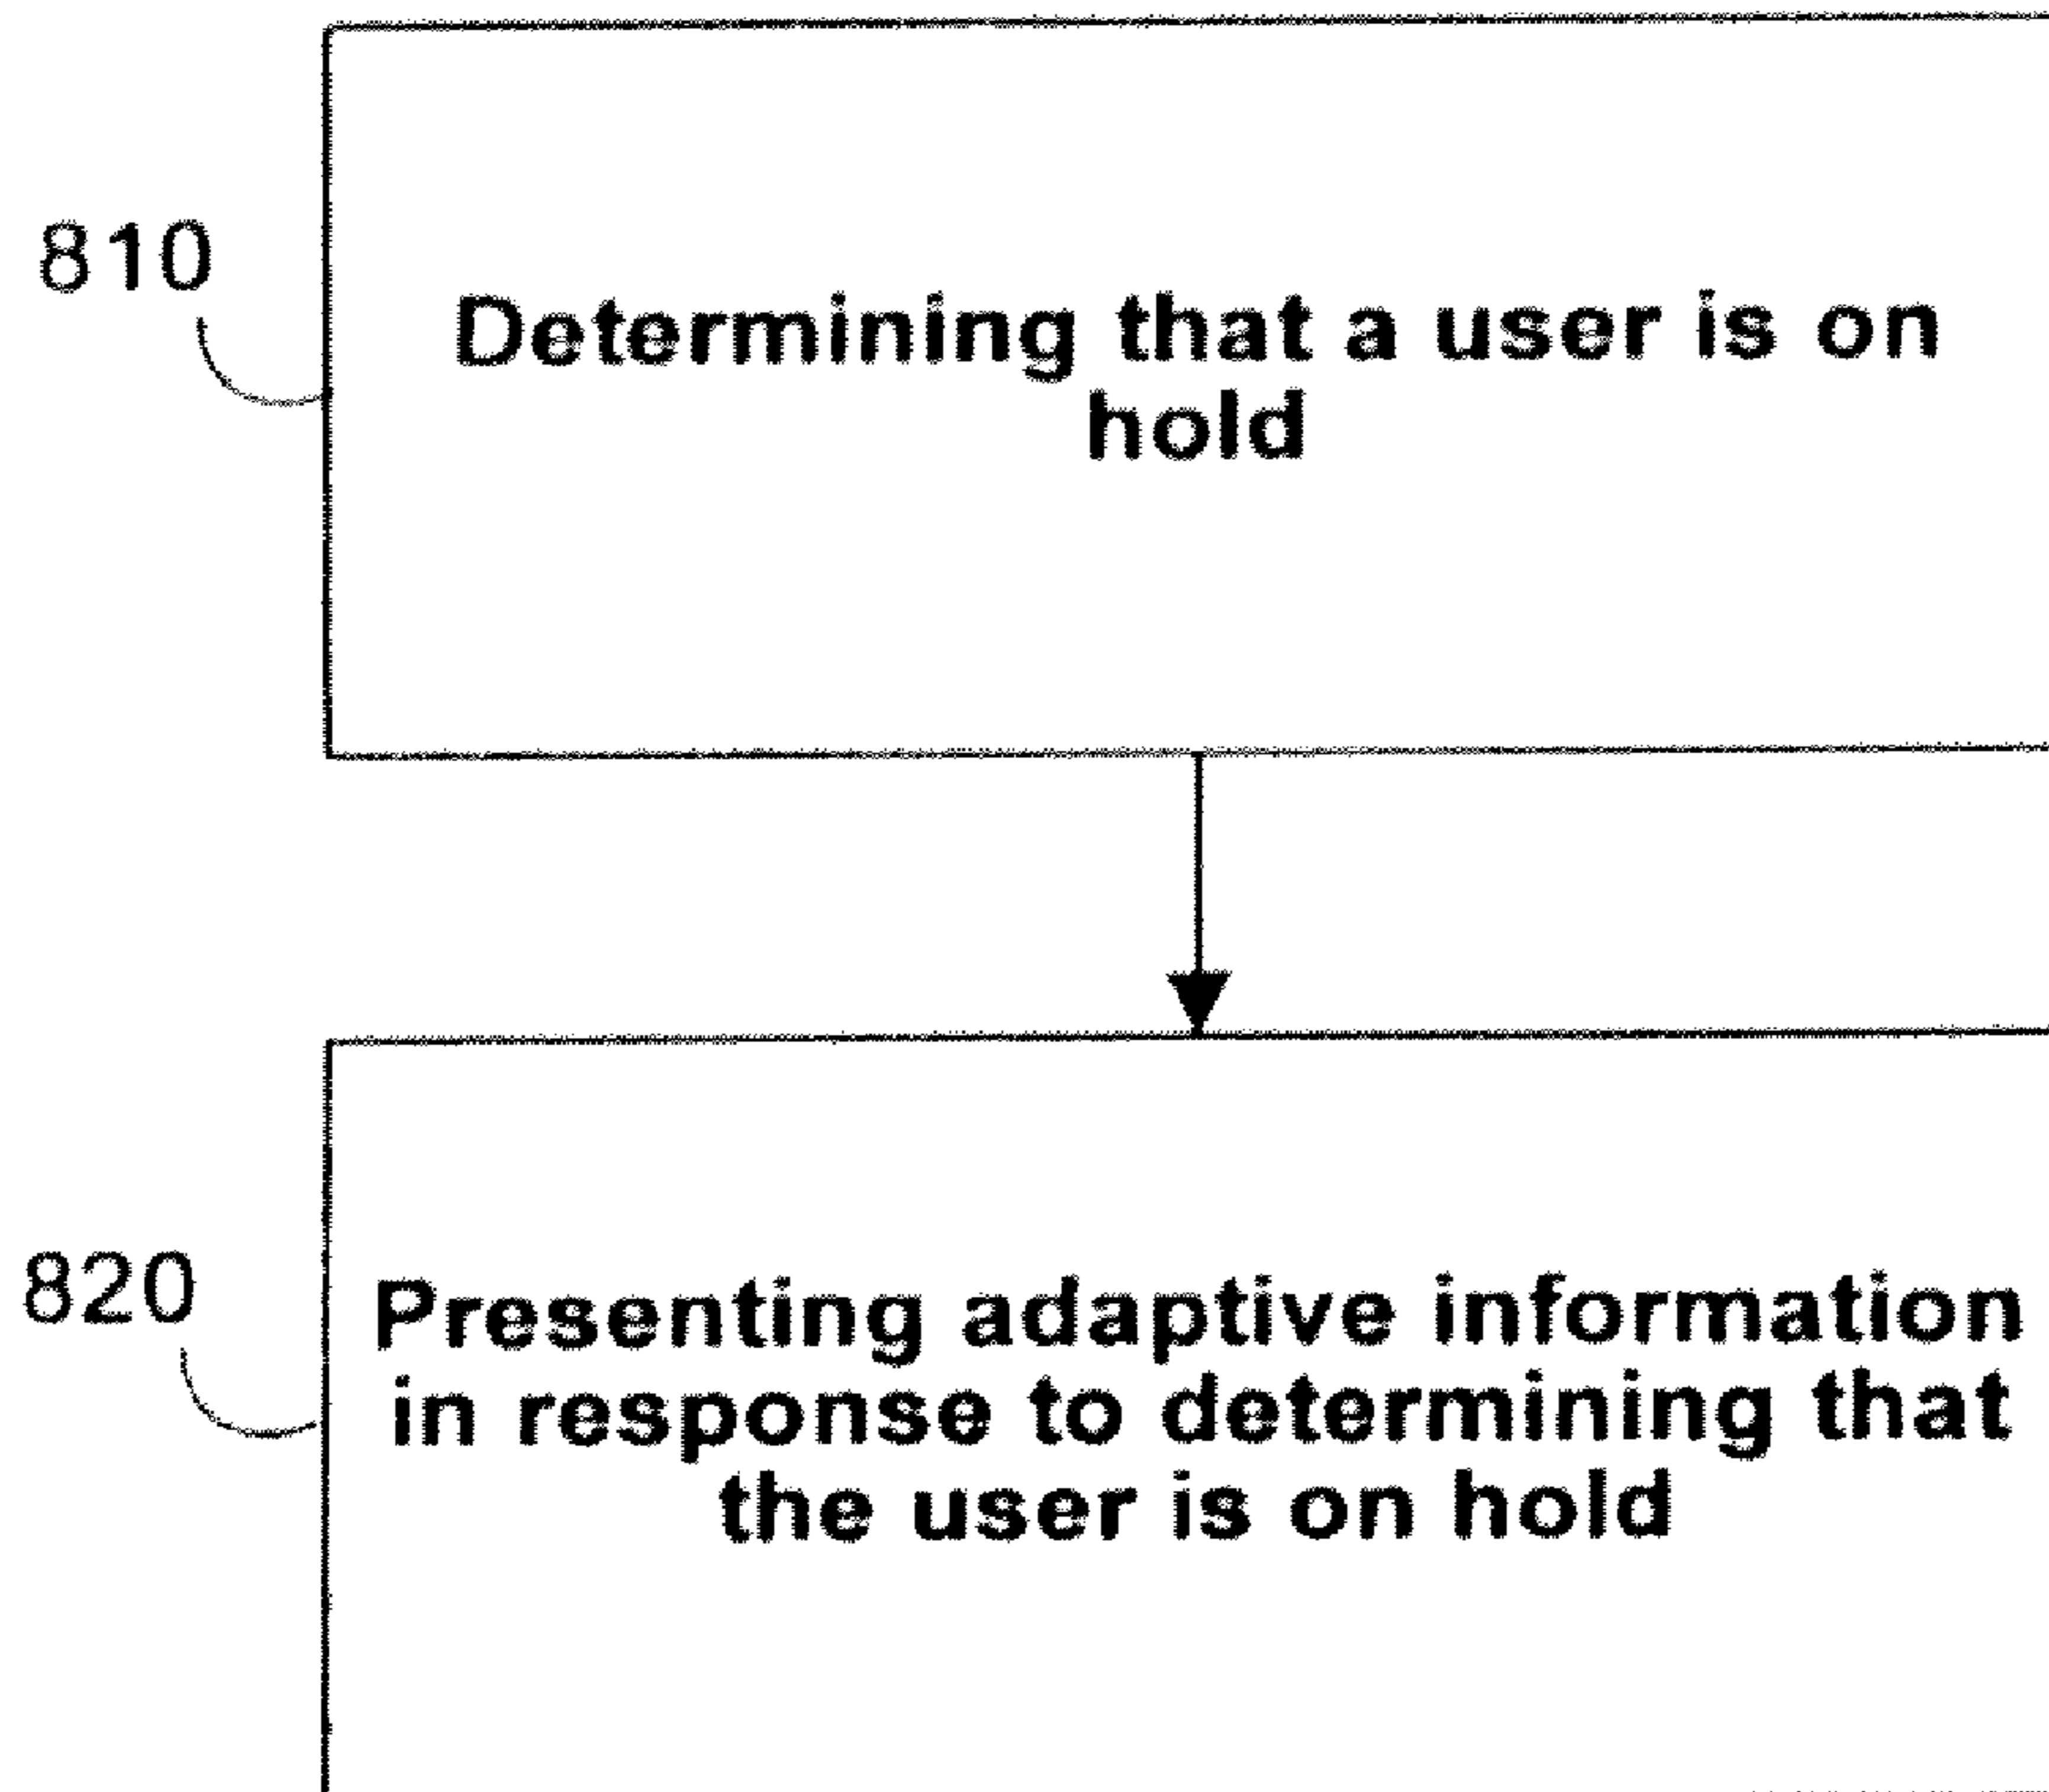 810
Determining that a user is on
hold
820
Presenting adaptive information
in response to determining that
the user is on hold